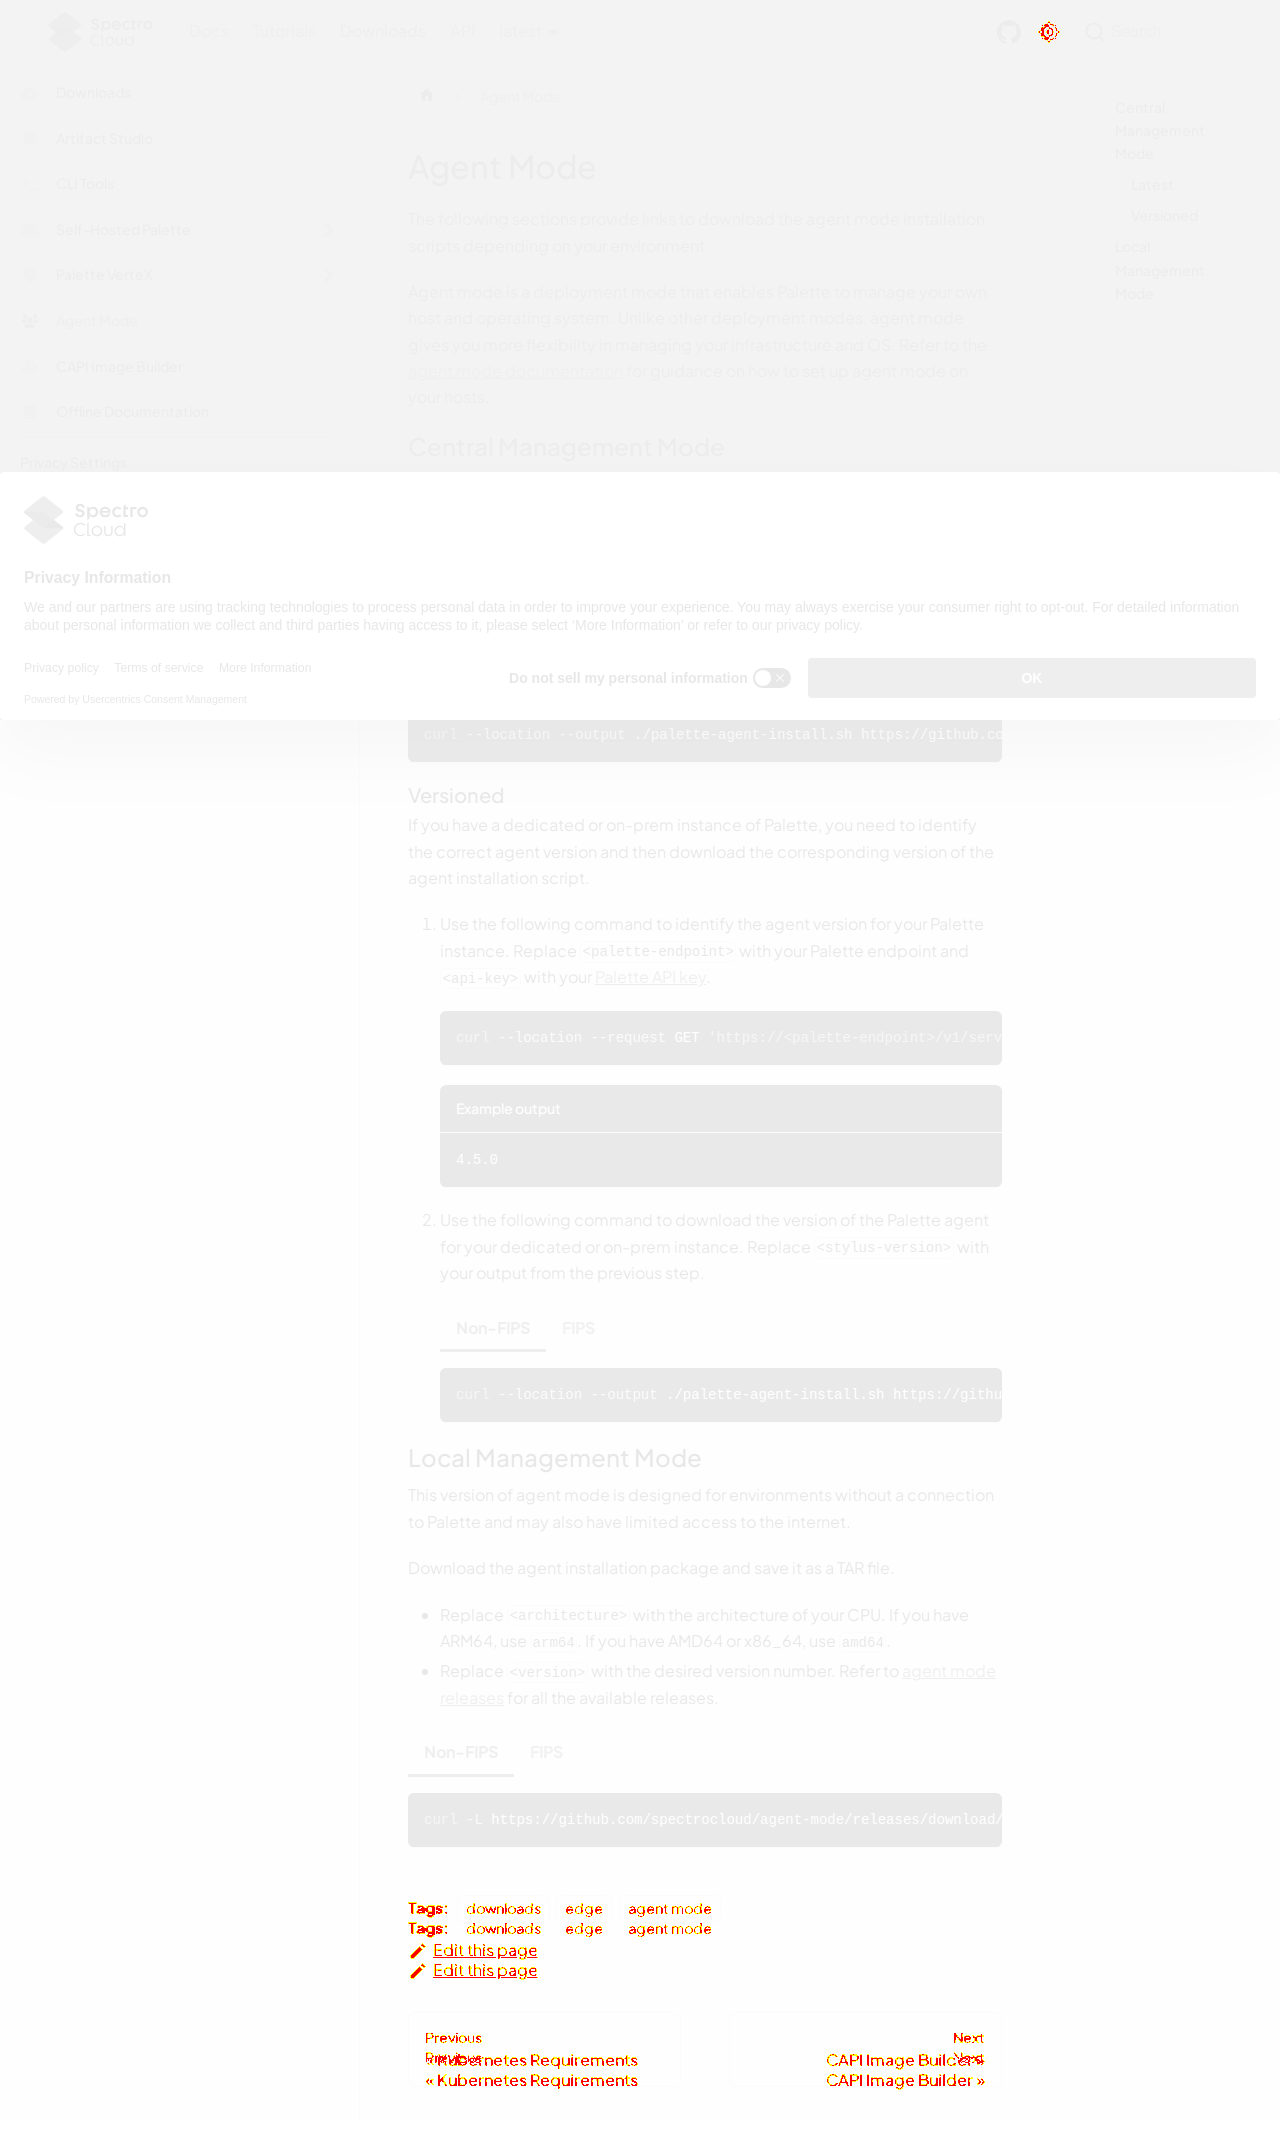 Spectro Cloud
Docs Tutorials Downloads API latest
Search
Downloads
Artifact Studio
CLI Tools
Self-Hosted Palette
Palette VerteX
Agent Mode
CAPI Image Builder
Offline Documentation
Privacy Settings
Agent Mode
Agent Mode
The following sections provide links to download the agent mode installation
scripts depending on your environment.
Agent mode is a deployment mode that enables Palette to manage your own
host and operating system. Unlike other deployment modes, agent mode
gives you more flexibility in managing your infrastructure and OS. Refer to the
agent mode documentation for guidance on how to set up agent mode on
your hosts.
Central Management Mode
Central
Management
Mode
Latest
Versioned
Local
Management
Mode
Spectro
Cloud
Privacy Information
We and our partners are using tracking technologies to process personal data in order to improve your experience. You may always exercise your consumer right to opt-out. For detailed information
about personal information we collect and third parties having access to it, please select 'More Information' or refer to our privacy policy.
Privacy policy Terms of service More Information
Do not sell my personal information
OK
Powered by Usercentrics Consent Management
curl --location --output ./palette-agent-install.sh https://github.co
Versioned
If you have a dedicated or on-prem instance of Palette, you need to identify
the correct agent version and then download the corresponding version of the
agent installation script.
1. Use the following command to identify the agent version for your Palette
instance. Replace <palette-endpoint> with your Palette endpoint and
<api-key> with your Palette API key.
curl --location --request GET 'https://<palette-endpoint>/v1/serv
Example output
4.5.0
2. Use the following command to download the version of the Palette agent
for your dedicated or on-prem instance. Replace <stylus-version> with
your output from the previous step.
Non-FIPS FIPS
curl --location --output ./palette-agent-install.sh https://githu
Local Management Mode
This version of agent mode is designed for environments without a connection
to Palette and may also have limited access to the internet.
Download the agent installation package and save it as a TAR file.
Replace <architecture> with the architecture of your CPU. If you have
ARM64, use arm64. If you have AMD64 or x86_64, use amd64.
Replace <version> with the desired version number. Refer to agent mode
releases for all the available releases.
Non-FIPS FIPS
curl -L https://github.com/spectrocloud/agent-mode/releases/download/
Tags: downloads edge agent mode
Tags: downloads edge agent mode
Edit this page
Edit this page
Previous
Previous
« Kubernetes Requirements
« Kubernetes Requirements
Next
Next
CAPI Image Builder »
CAPI Image Builder »